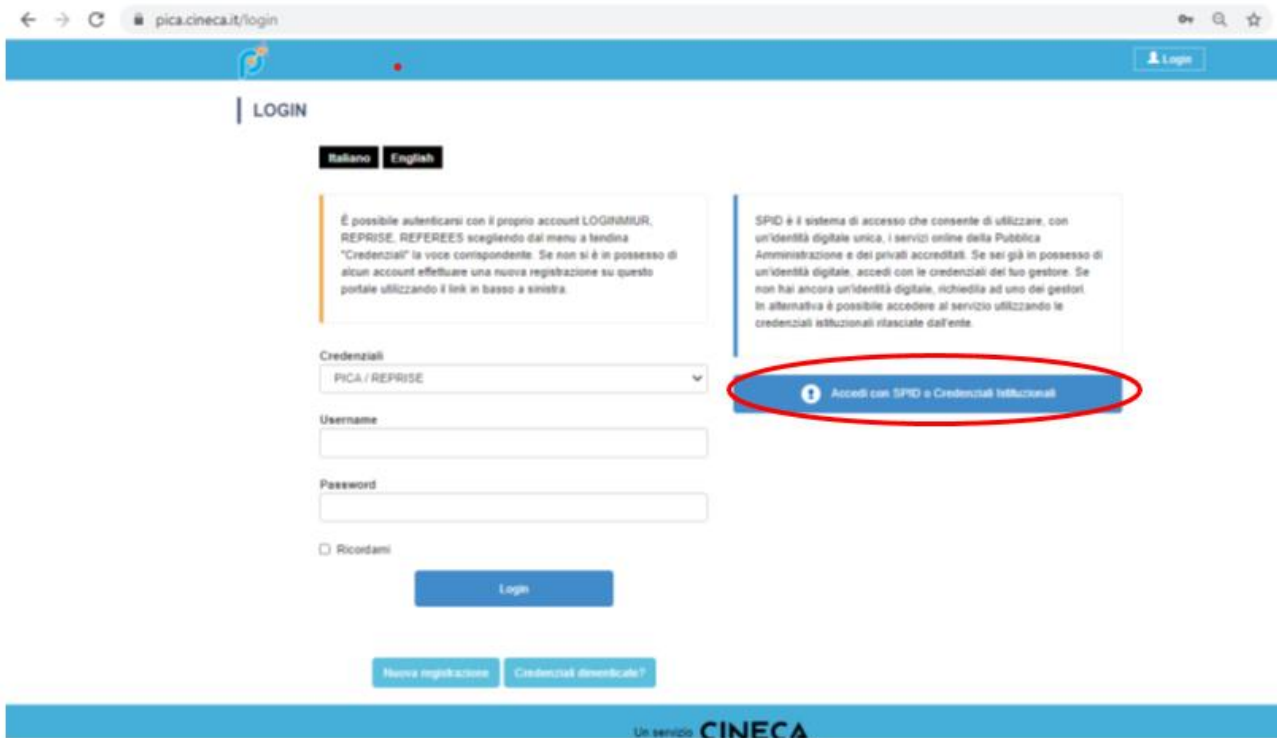 pica.cineca.it/login
Login
LOGIN
Italiano English
È possibile autenticarsi con il proprio account LOGINMIUR,
REPRISE, REFEREES scegliendo dal menu a tendina
"Credenziali" la voce corrispondente. Se non si è in possesso di
alcun account effettuare una nuova registrazione su questo
portale utilizzando il link in basso a sinistra.
Credenziali
PICA / REPRISE
Username
Password
Ricordami
Login
Nuova registrazione Credenziali dimenticate?
SPID è il sistema di accesso che consente di utilizzare, con
un'identità digitale unica, i servizi online della Pubblica
Amministrazione e dei privati accreditati. Se sei già in possesso di
un'identità digitale, accedi con le credenziali del tuo gestore. Se
non hai ancora un'identità digitale, richiedila ad uno dei gestori.
In alternativa è possibile accedere al servizio utilizzando le
credenziali istituzionali rilasciate dall'ente.
Accedi con SPID o Credenziali Istituzionali
Un servizio CINECA